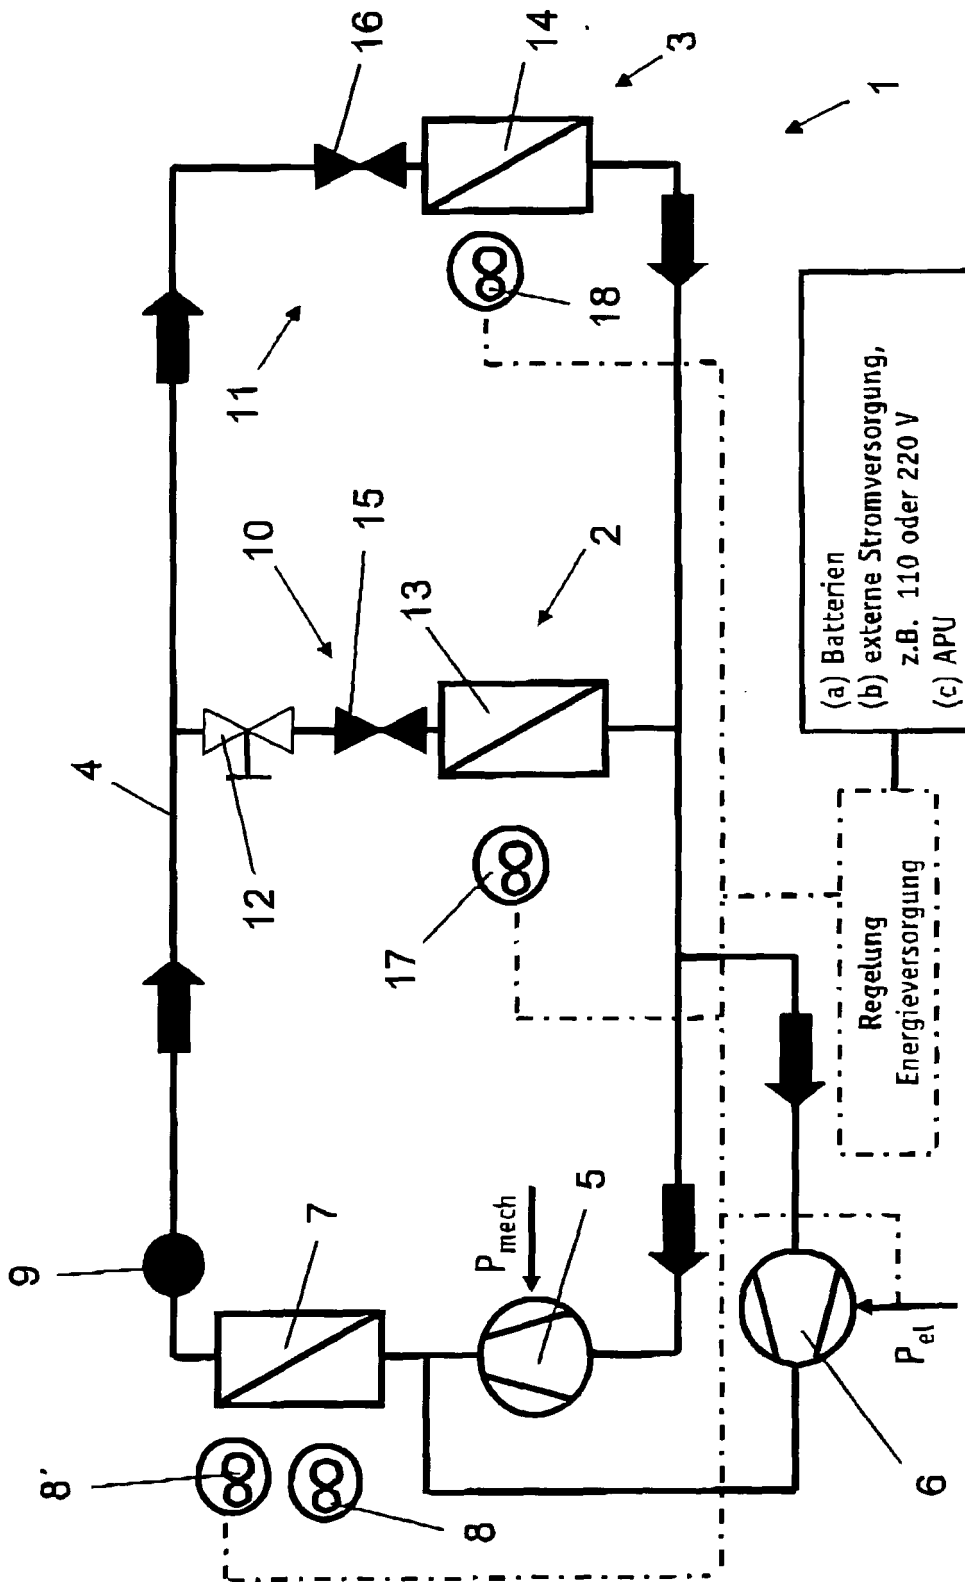 9
8'
4
12
10
11
7
15
16
17
13
8
P mech
14
5
2
18
3
(a) Batterien
(b) externe Stromversorgung,
z.B. 110 oder 220 V
(c) APU
Regelung
Energieversorgung
1
P el
6